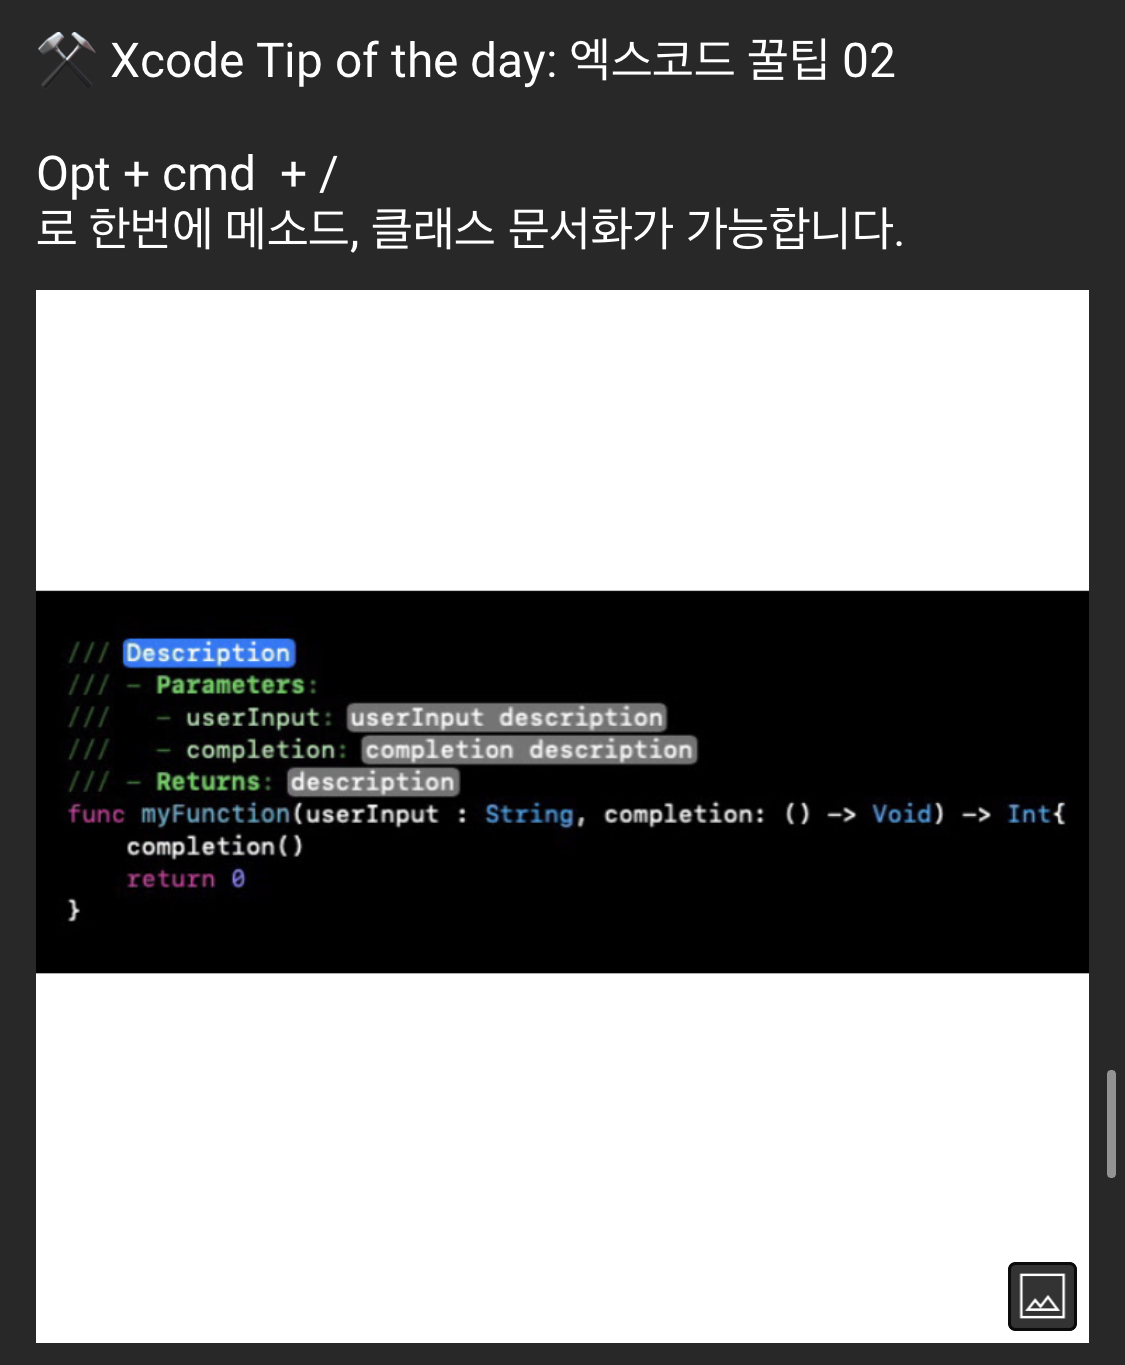 ⚒ Xcode Tip of the day: 엑스코드 꿀팁 02
Opt + cmd  + /
로 한번에 메소드, 클래스 문서화가 가능합니다.
/// Description
/// - Parameters:
///   - userInput: userInput description
///   - completion: completion description
/// - Returns: description
func myFunction(userInput : String, completion: () -> Void) -> Int{
    completion()
    return 0
}